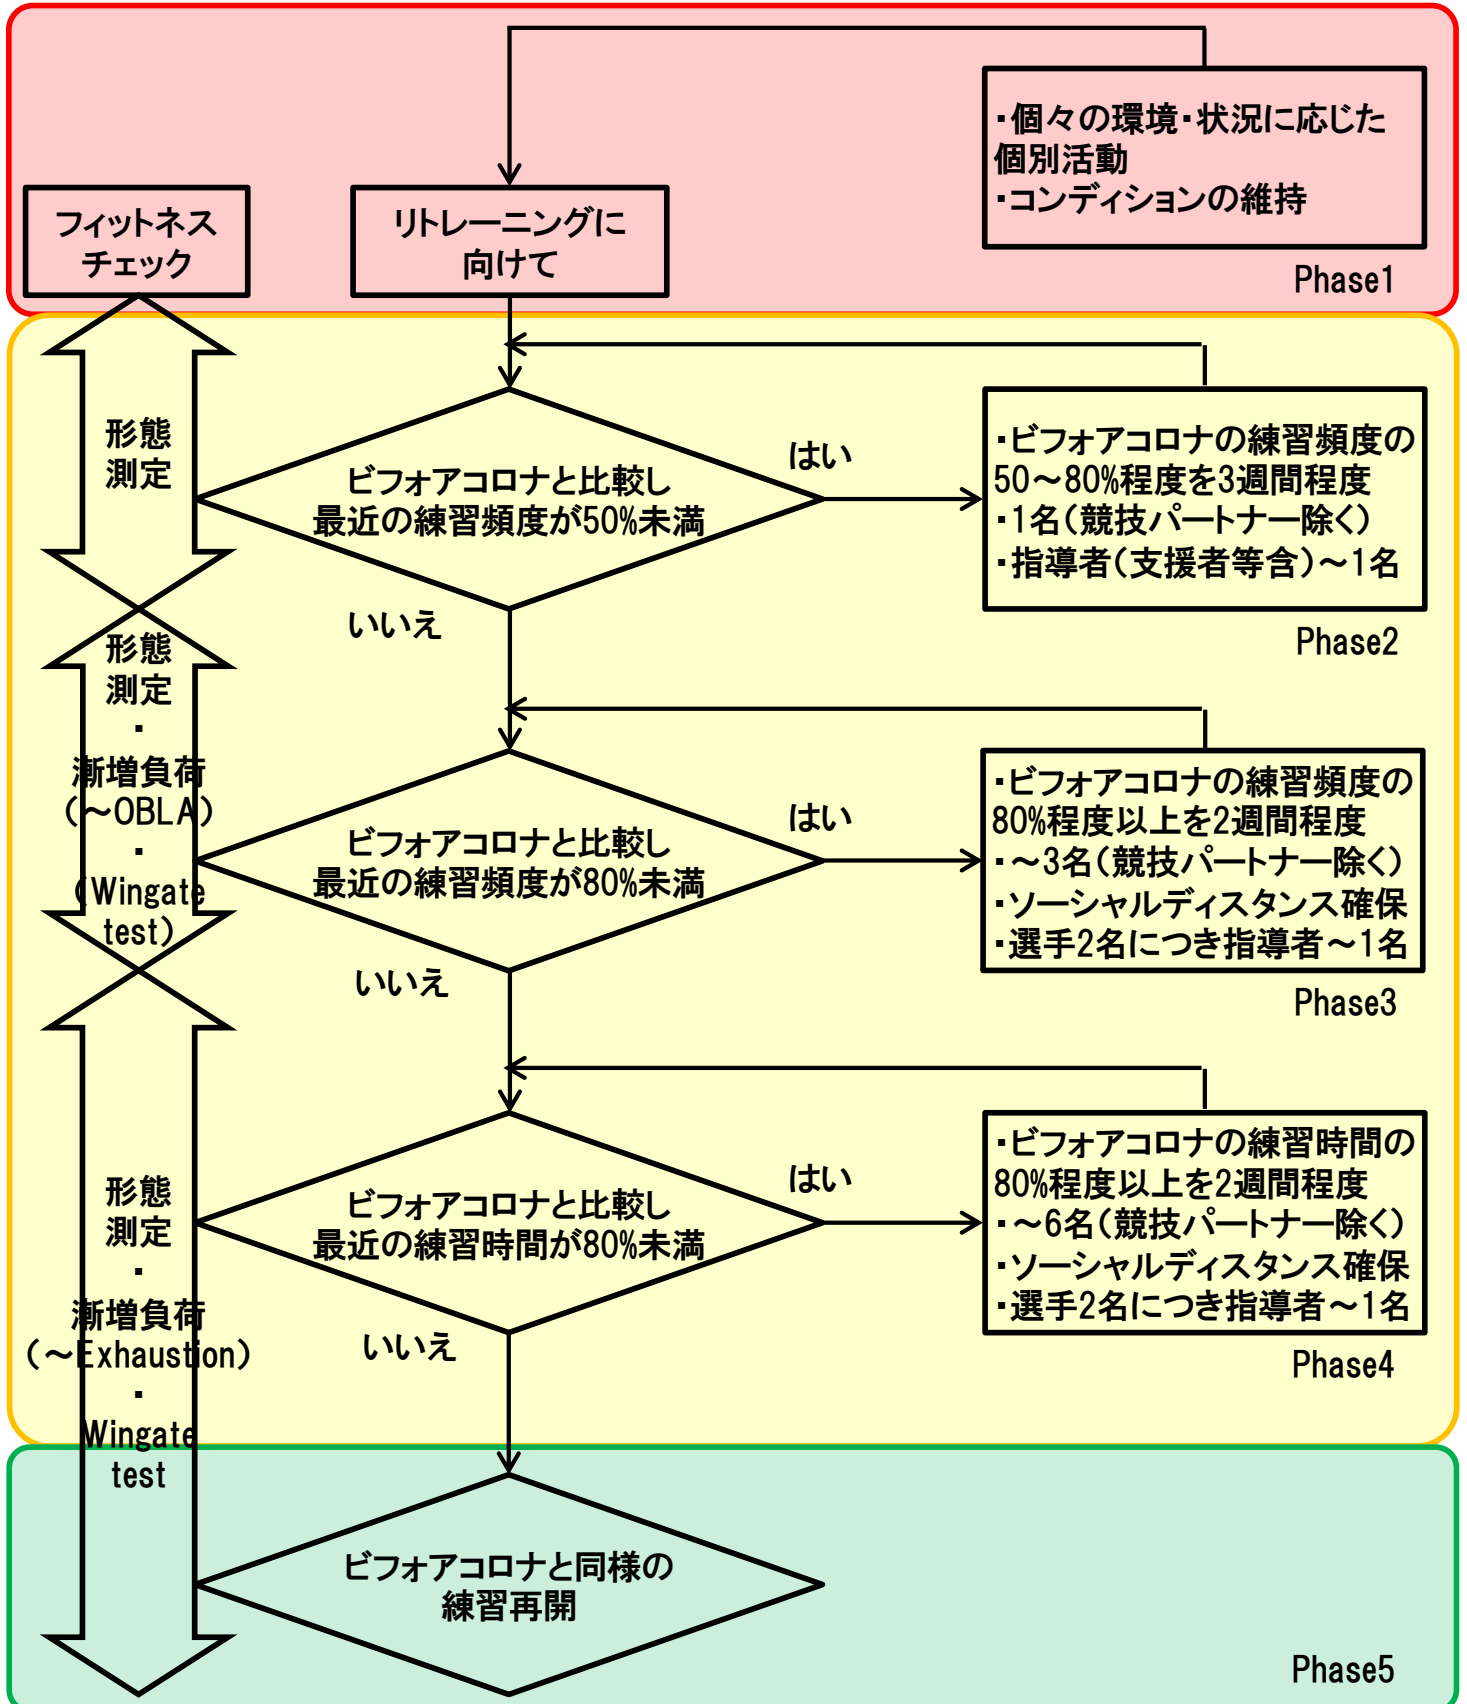 ・個々の環境・状況に応じた
個別活動
・コンディションの維持
フィットネス
チェック
リトレーニングに
向けて
Phase1
形態
測定
ビフォアコロナと比較し
最近の練習頻度が50%未満
はい
いいえ
・ビフォアコロナの練習頻度の
50～80%程度を3週間程度
・1名（競技パートナー除く）
・指導者（支援者等含）～1名
Phase2
形態
測定
・
漸増負荷
（～OBLA）
・
（Wingate
test）
ビフォアコロナと比較し
最近の練習頻度が80%未満
はい
いいえ
・ビフォアコロナの練習頻度の
80%程度以上を2週間程度
・～3名（競技パートナー除く）
・ソーシャルディスタンス確保
・選手2名につき指導者～1名
Phase3
形態
測定
・
漸増負荷
（～Exhaustion）
・
Wingate
test
ビフォアコロナと比較し
最近の練習時間が80%未満
はい
いいえ
・ビフォアコロナの練習時間の
80%程度以上を2週間程度
・～6名（競技パートナー除く）
・ソーシャルディスタンス確保
・選手2名につき指導者～1名
Phase4
ビフォアコロナと同様の
練習再開
Phase5